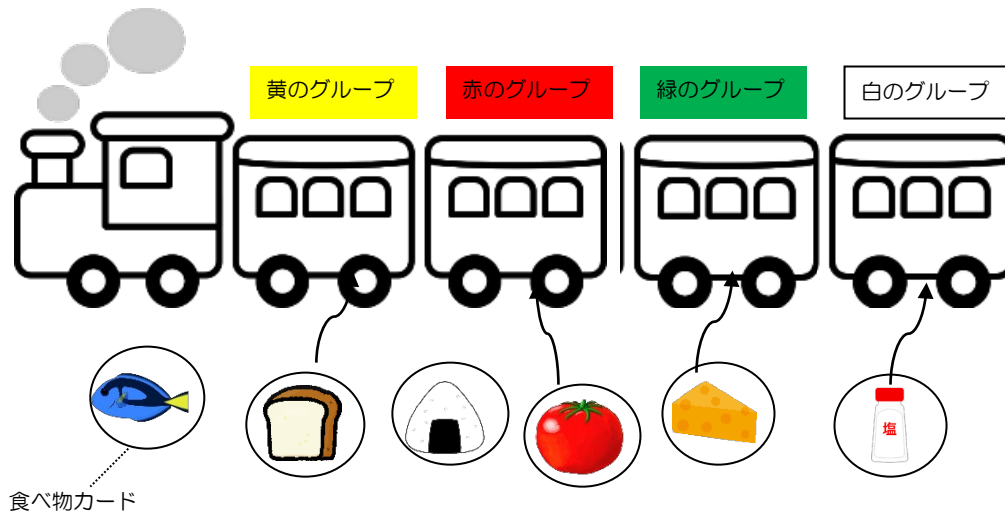 黄のグループ
赤のグループ
緑のグループ
白のグループ
塩
食べ物カード